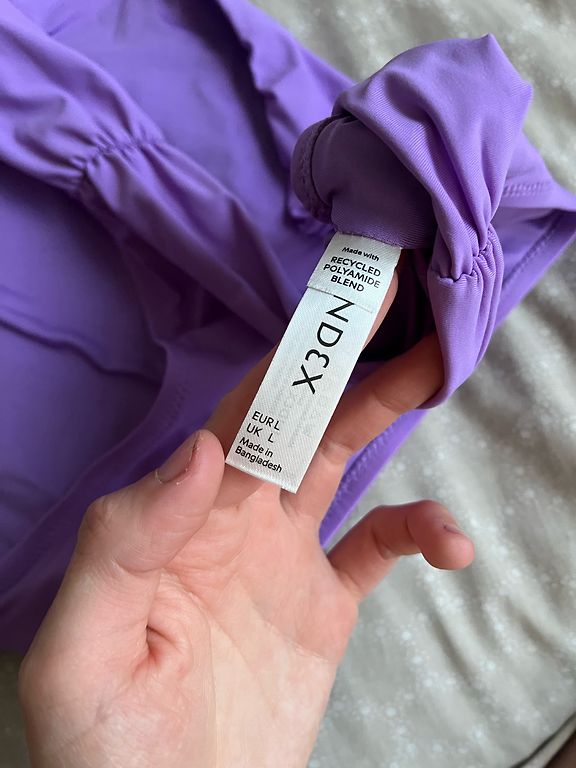 Made with
RECYCLED
POLYAMIDE
BLEND
NDEX
EUR L
UK L
Made in
Bangladesh